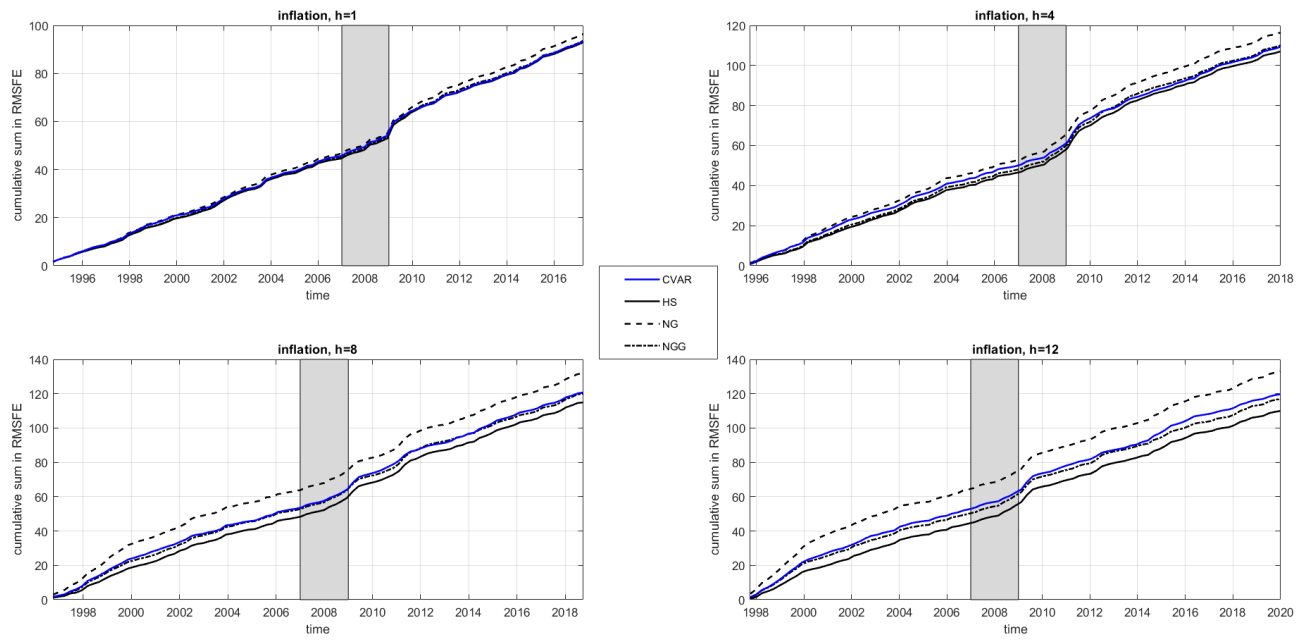 inflation, h=1
cumulative sum in RMSFE
100
80
60
40
20
0
1996 1998 2000 2002 2004 2006 2008 2010 2012 2014 2016
time
inflation, h=4
cumulative sum in RMSFE
120
100
80
60
40
20
0
1996 1998 2000 2002 2004 2006 2008 2010 2012 2014 2016 2018
time
CVAR
HS
NG
NGG
inflation, h=8
cumulative sum in RMSFE
140
120
100
80
60
40
20
0
1998 2000 2002 2004 2006 2008 2010 2012 2014 2016 2018
time
inflation, h=12
cumulative sum in RMSFE
140
120
100
80
60
40
20
0
1998 2000 2002 2004 2006 2008 2010 2012 2014 2016 2018 2020
time